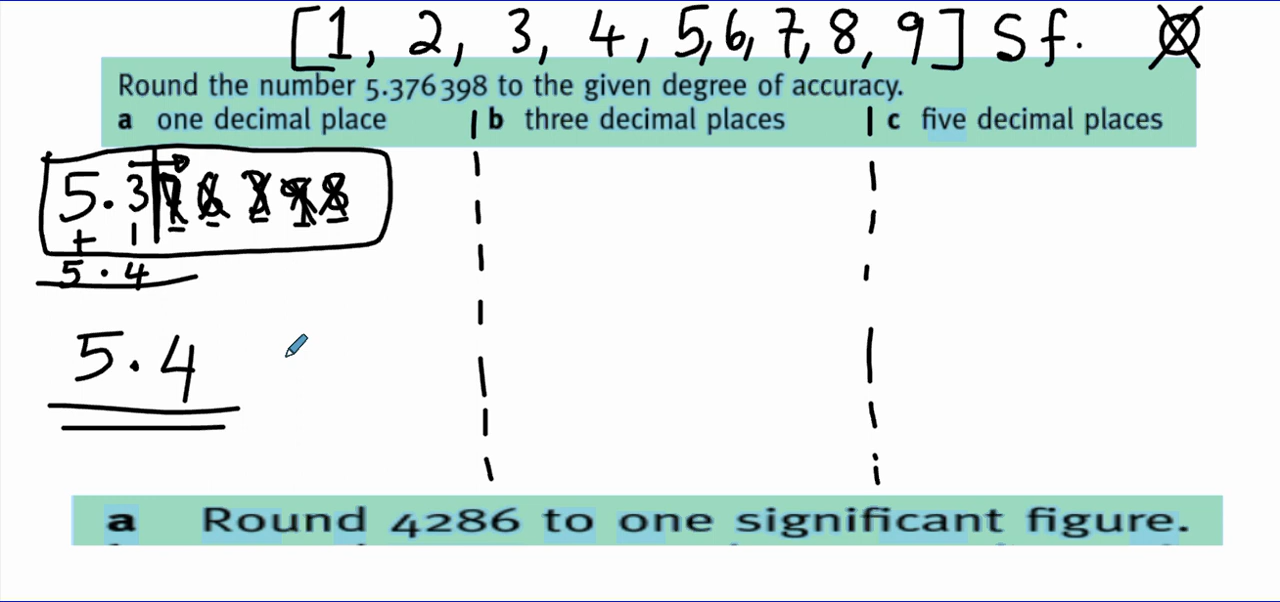 [1, 2, 3, 4, 5, 6, 7, 8, 9] Sf. 0
Round the number 5.376398 to the given degree of accuracy.
a one decimal place b three decimal places c five decimal places
5.3
+ 1
5.4
5.4
a Round 4286 to one significant figure.